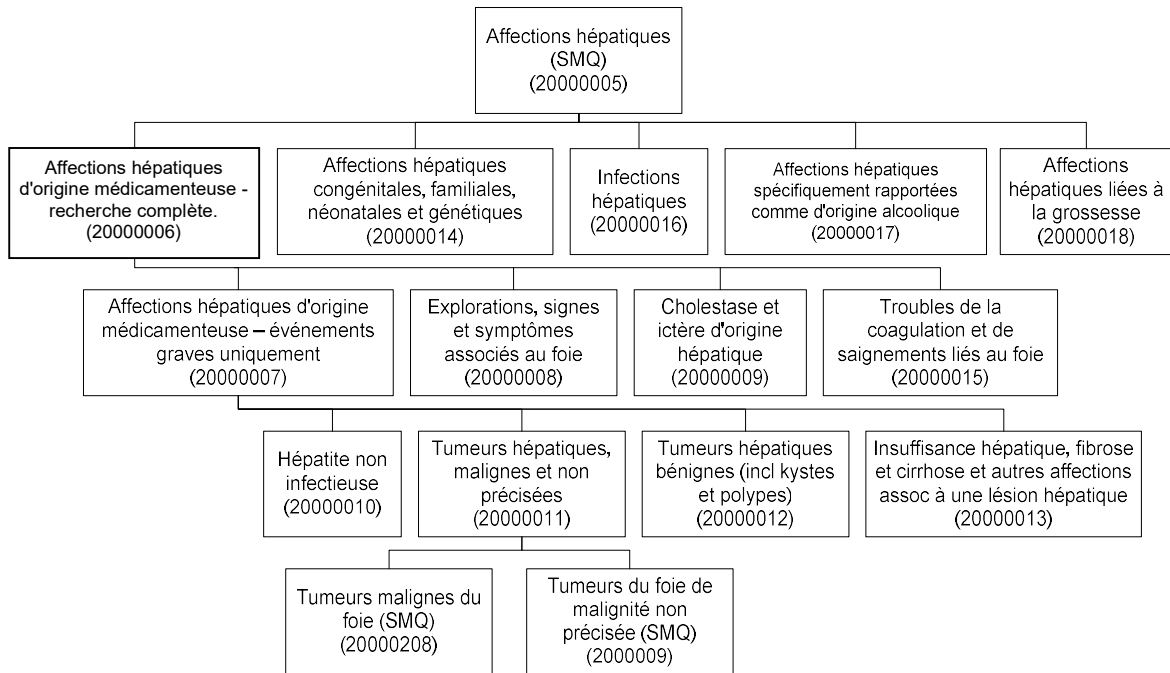 Affections hépatiques
(SMQ)
(20000005)
Affections hépatiques
d'origine médicamenteuse -
recherche complète.
(20000006)
Affections hépatiques
congénitales, familiales,
néonatales et génétiques
(20000014)
Infections
hépatiques
(20000016)
Affections hépatiques
spécifiquement rapportées
comme d'origine alcoolique
(20000017)
Affections
hépatiques liées à
la grossesse
(20000018)
Affections hépatiques d'origine
médicamenteuse – événements
graves uniquement
(20000007)
Explorations, signes
et symptômes
associés au foie
(20000008)
Cholestase et
ictère d'origine
hépatique
(20000009)
Troubles de la
coagulation et de
saignements liés au foie
(20000015)
Hépatite non
infectieuse
(20000010)
Tumeurs hépatiques,
malignes et non
précisées
(20000011)
Tumeurs hépatiques
bénignes (incl kystes
et polypes)
(20000012)
Insuffisance hépatique, fibrose
et cirrhose et autres affections
assoc à une lésion hépatique
(20000013)
Tumeurs malignes du
foie (SMQ)
(20000208)
Tumeurs du foie de
malignité non
précisée (SMQ)
(2000009)